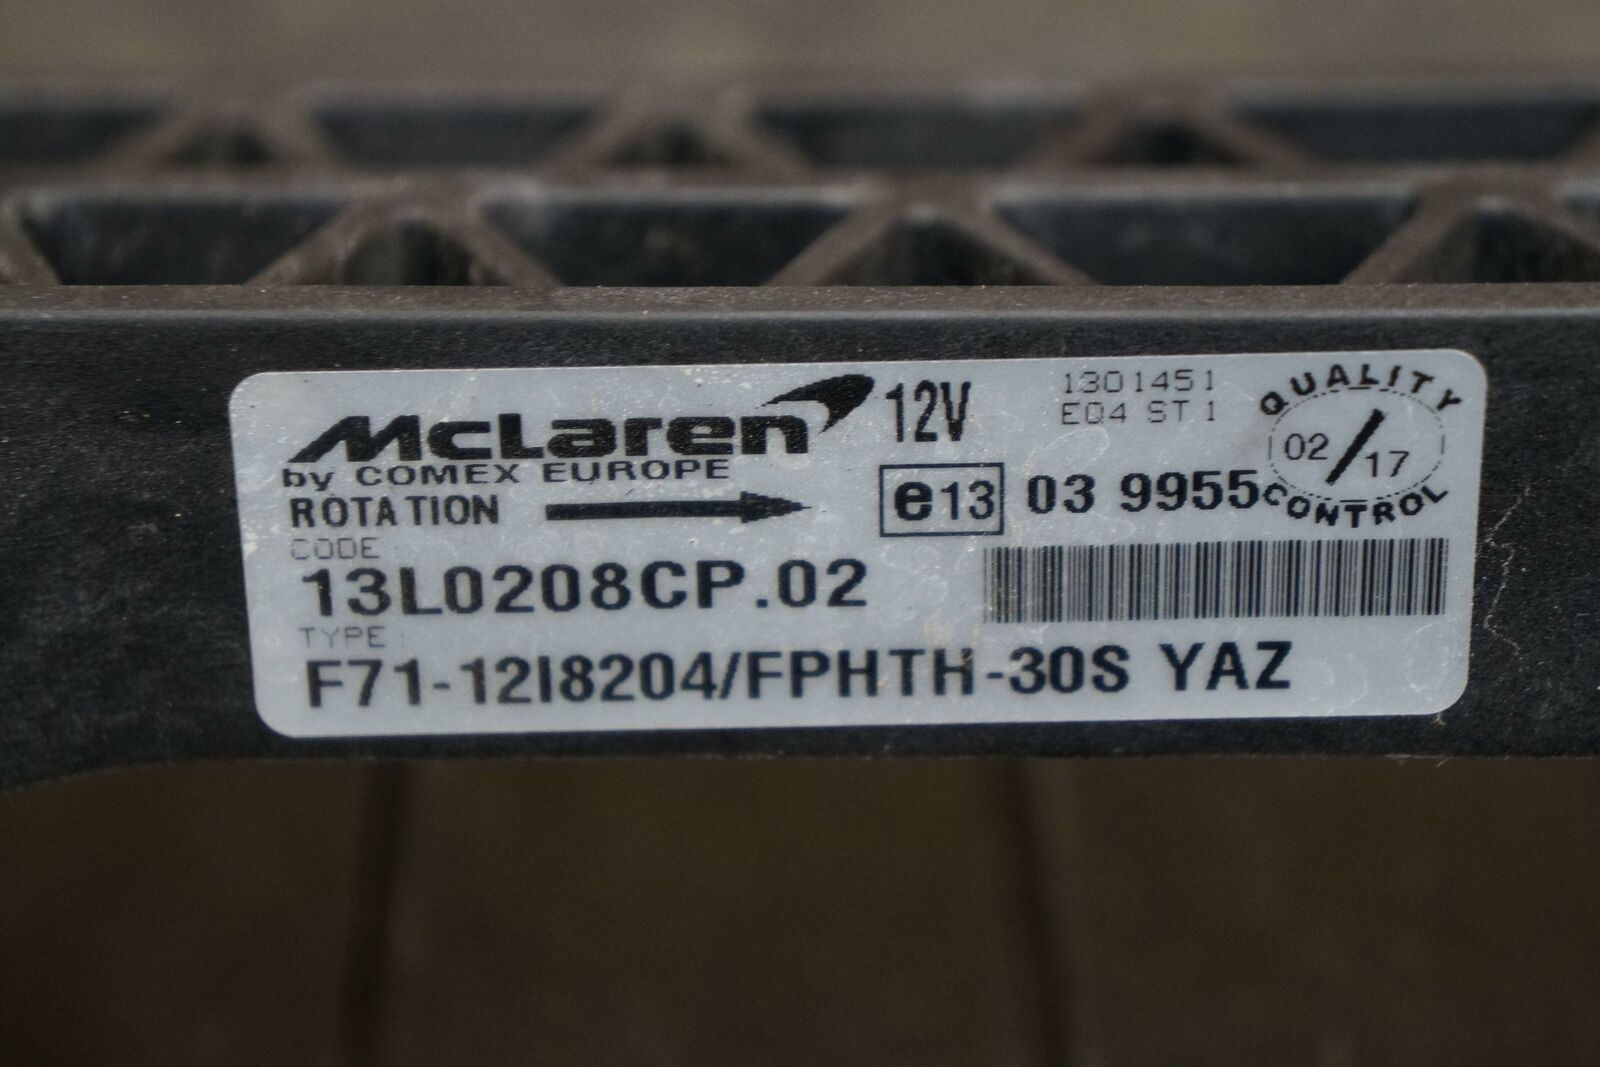 McLaren 12V
by COMEX EUROPE
ROTATION
1301451
EQ4 ST 1
e13 03 9955
QUALITY
02/17
CONTROL
CODE :
13L0208CP.02
TYPE :
F71-12I8204/FPHTH-30S YAZ